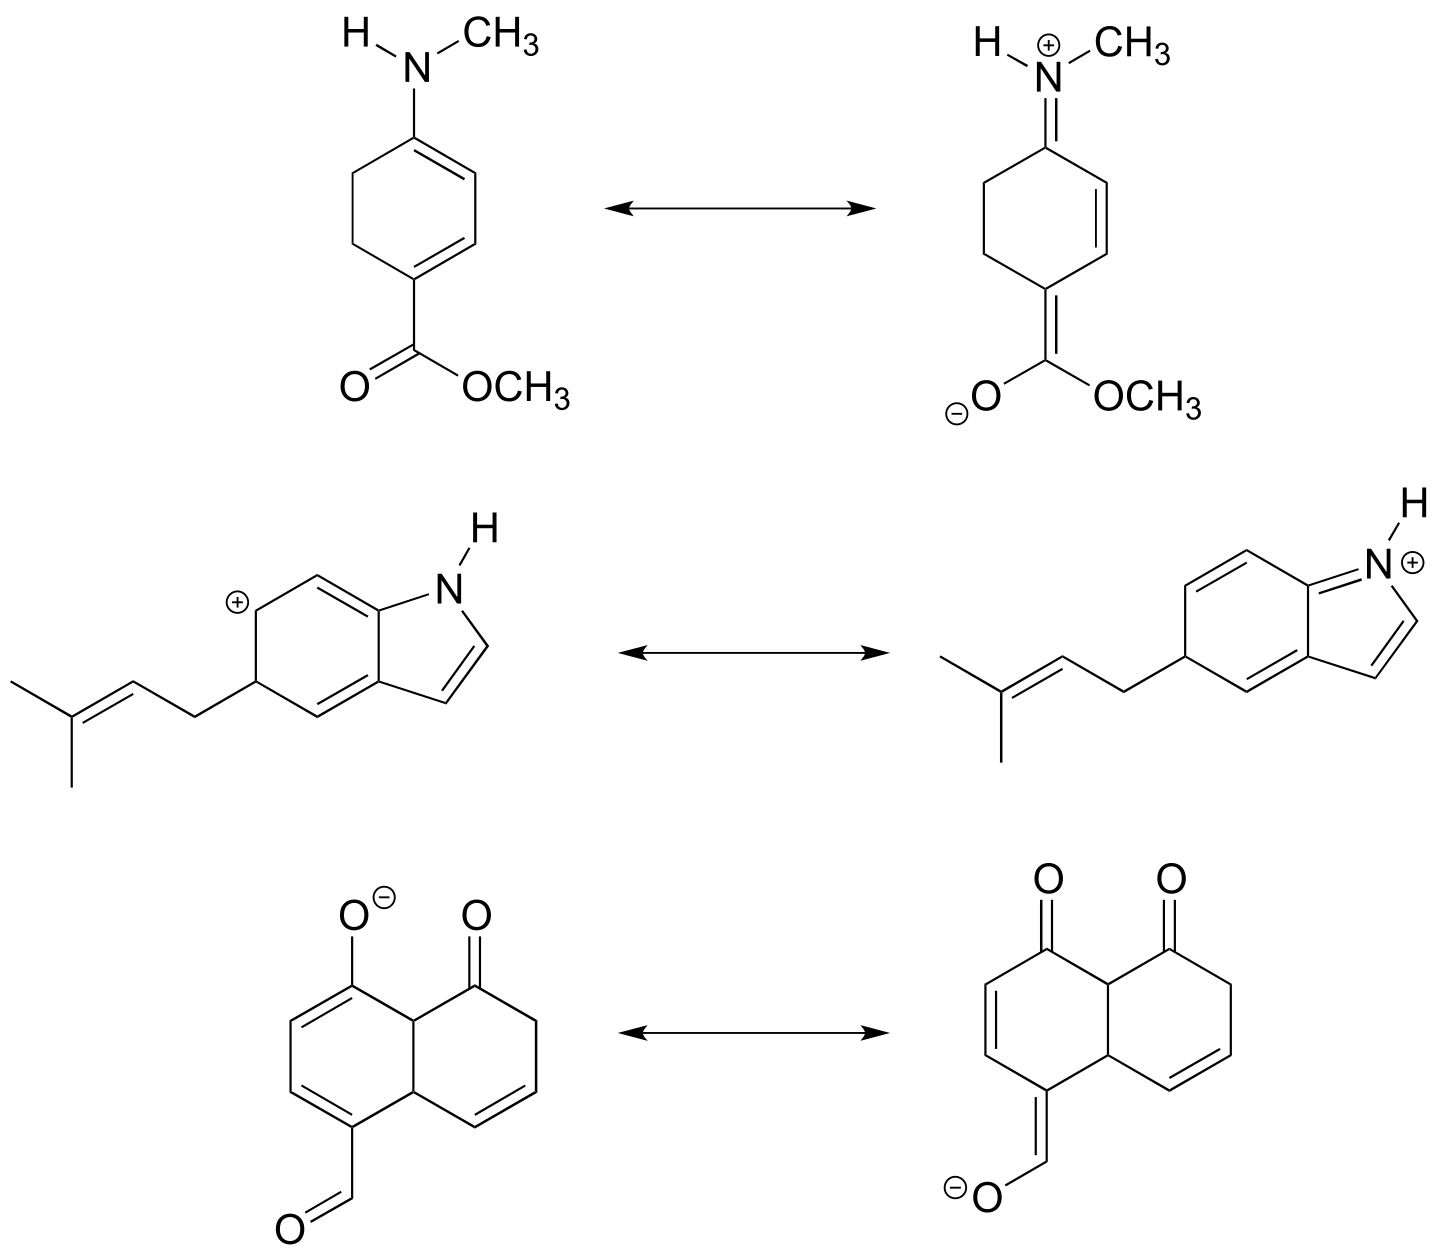 H N CH3
H N⊕ CH3
O OCH3
⊖O OCH3
⊕ N H
N⊕ H
O⊖ O
O O
O
⊖O